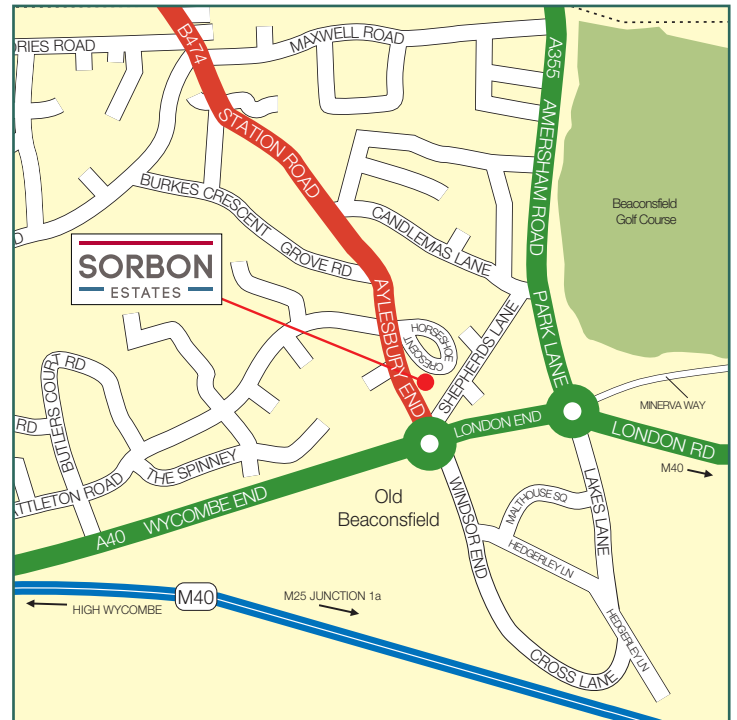 B474
MAXWELL ROAD
RIES ROAD
A355
STATION ROAD
AMERSHAM ROAD
BURKES CRESCENT
Beaconsfield
Golf Course
CANDLEMAS LANE
GROVE RD
D
SORBON
ESTATES
AYLESBURY END
PARK LANE
HORSESHOE
CRESCENT
SHEPHERDS LANE
BUTLERS COURT RD
MINERVA WAY
RD
LONDON END
LONDON RD
M40
THE SPINNEY
ATTLETON ROAD
A40 WYCOMBE END
Old
Beaconsfield
WINDSOR END
MALTHOUSE SQ
LAKES LANE
HEDGERLEY LN
M40
HIGH WYCOMBE
M25 JUNCTION 1a
HEDGERLEY LN
CROSS LANE